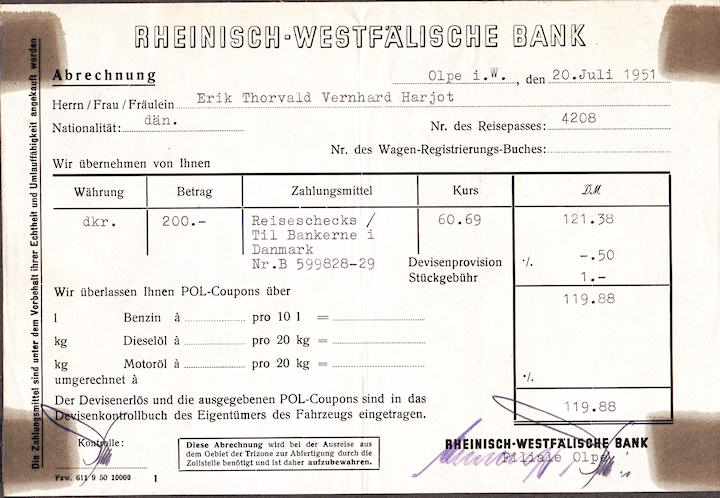 RHEINISCH-WESTFÄLISCHE BANK
Abrechnung
Olpe i.W., den 20.Juli 1951
Herrn / Frau / Fräulein Erik Thorvald Vernhard Harjot
Nationalität: dän. Nr. des Reisepasses: 4208
Nr. des Wagen-Registrierungs-Buches:
Wir übernehmen von Ihnen
Währung Betrag Zahlungsmittel Kurs DM
dkr. 200.- Reiseschecks / 60.69 121.38
Til Bankerne i
Danmark
Nr.B 599828-29 Devisenprovision ·/. -.50
Stückgebühr 1.-
Wir überlassen Ihnen POL-Coupons über 119.88
l Benzin à pro 10 l =
kg Dieselöl à pro 20 kg =
kg Motoröl à pro 20 kg =
umgerechnet à ·/.
Der Devisenerlös und die ausgegebenen POL-Coupons sind in das
Devisenkontrollbuch des Eigentümers des Fahrzeugs eingetragen. 119.88
Kontrolle:
Diese Abrechnung wird bei der Ausreise aus
dem Gebiet der Trizone zur Abfertigung durch die
Zollstelle benötigt und ist daher aufzubewahren.
RHEINISCH-WESTFÄLISCHE BANK
Filiale Olpe
Fzw. 611 9 50 10000 1
Die Zahlungsmittel sind unter dem Vorbehalt ihrer Echtheit und Umlauffähigkeit angekauft worden